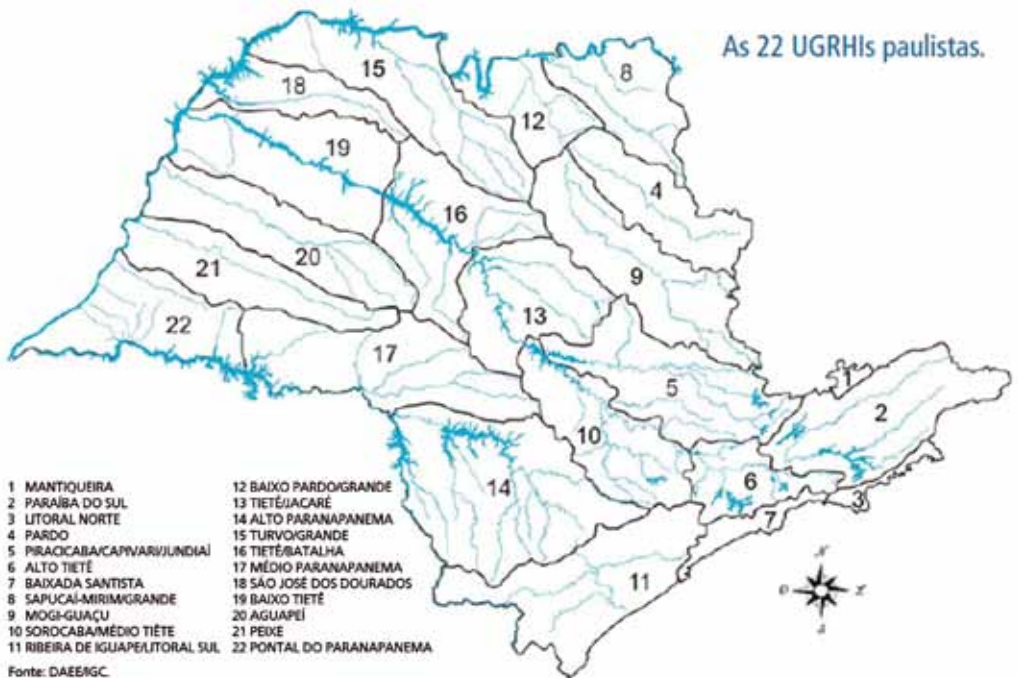 As 22 UGRHIs paulistas.
15
8
18
12
19
4
16
20
9
21
13
22
17
5
1
2
10
6
14
3
7
11
N
O
L
S
1 MANTIQUEIRA
2 PARAÍBA DO SUL
3 LITORAL NORTE
4 PARDO
5 PIRACICABA/CAPIVARI/JUNDIAÍ
6 ALTO TIETÊ
7 BAIXADA SANTISTA
8 SAPUCAÍ-MIRIM/GRANDE
9 MOGI-GUAÇU
10 SOROCABA/MÉDIO TIÊTE
11 RIBEIRA DE IGUAPE/LITORAL SUL
12 BAIXO PARDO/GRANDE
13 TIETÊ/JACARÉ
14 ALTO PARANAPANEMA
15 TURVO/GRANDE
16 TIETÊ/BATALHA
17 MÉDIO PARANAPANEMA
18 SÃO JOSÉ DOS DOURADOS
19 BAIXO TIETÊ
20 AGUAPEÍ
21 PEIXE
22 PONTAL DO PARANAPANEMA
Fonte: DAEE/IGC.